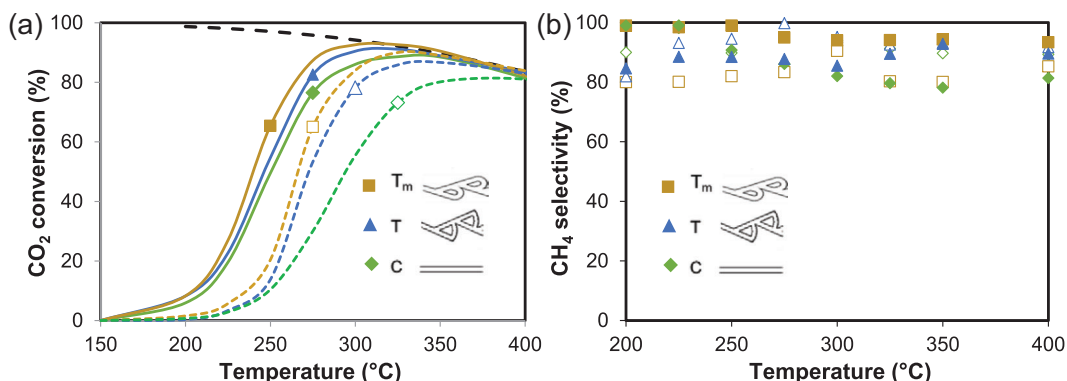 (a)
CO2 conversion (%)
100
80
60
40
20
0
Tm
T
C
150 200 250 300 350 400
Temperature (°C)
(b)
CH4 selectivity (%)
100
80
60
40
20
0
Tm
T
C
200 250 300 350 400
Temperature (°C)